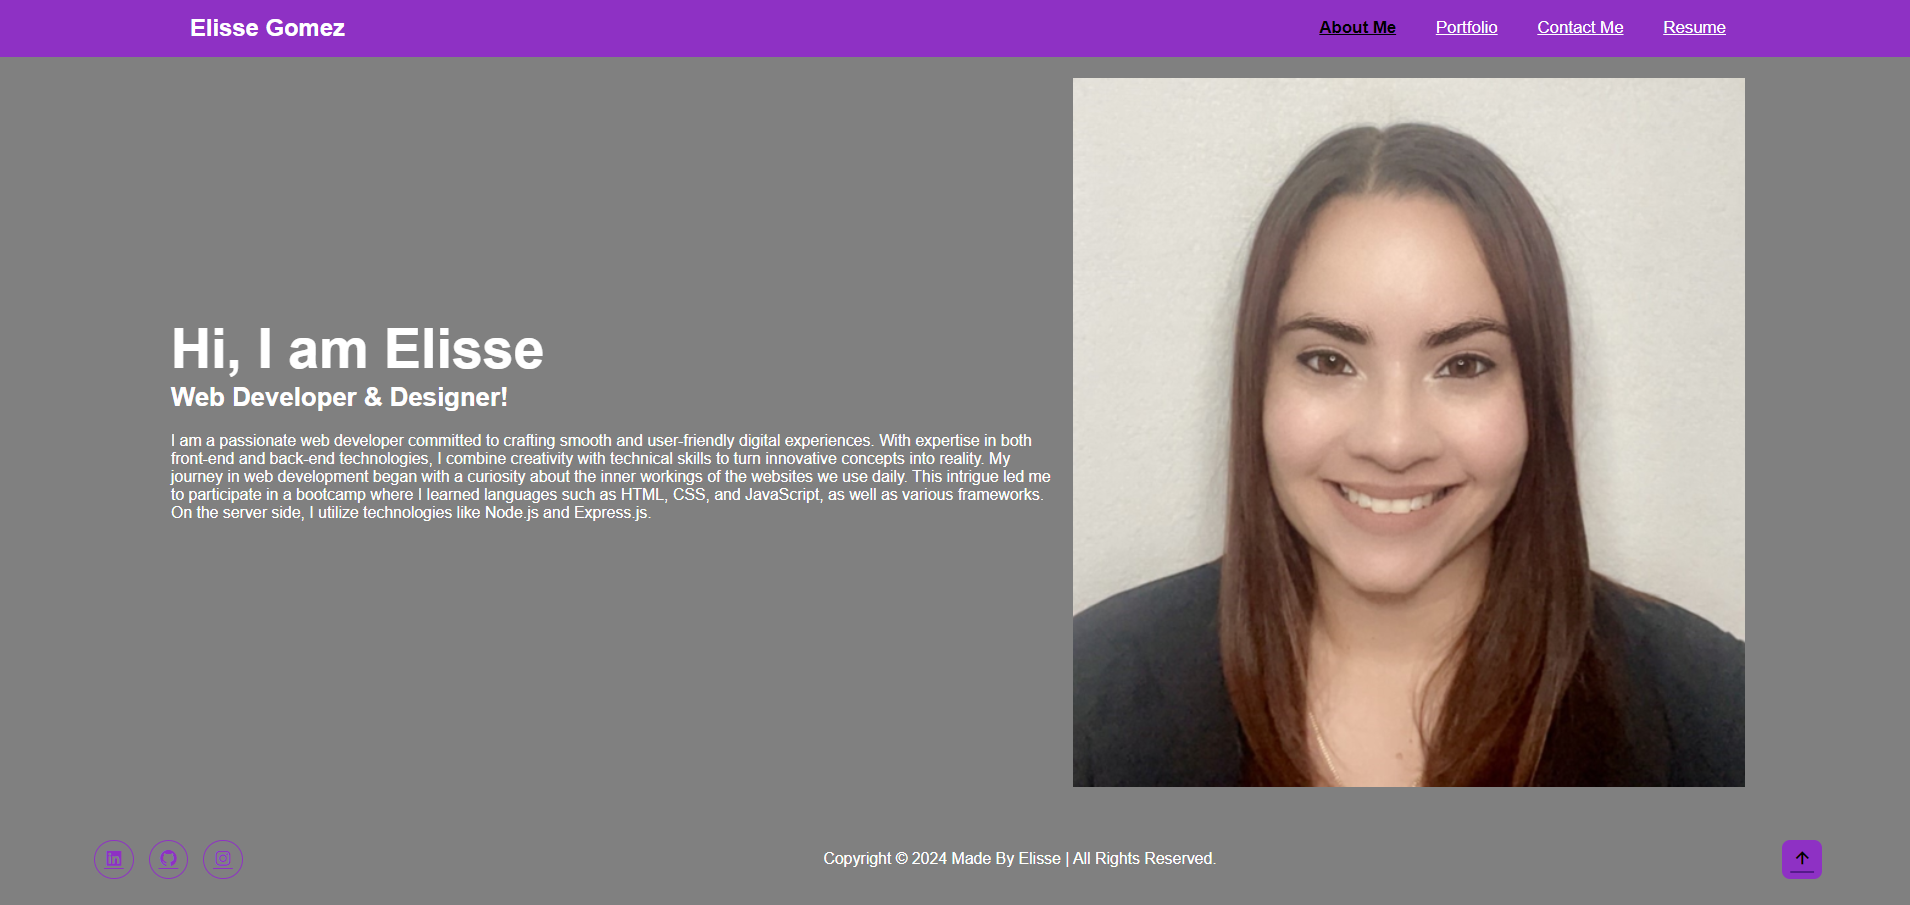 Elisse Gomez
About Me Portfolio Contact Me Resume
Hi, I am Elisse
Web Developer & Designer!
I am a passionate web developer committed to crafting smooth and user-friendly digital experiences. With expertise in both
front-end and back-end technologies, I combine creativity with technical skills to turn innovative concepts into reality. My
journey in web development began with a curiosity about the inner workings of the websites we use daily. This intrigue led me
to participate in a bootcamp where I learned languages such as HTML, CSS, and JavaScript, as well as various frameworks.
On the server side, I utilize technologies like Node.js and Express.js.
Copyright © 2024 Made By Elisse | All Rights Reserved.